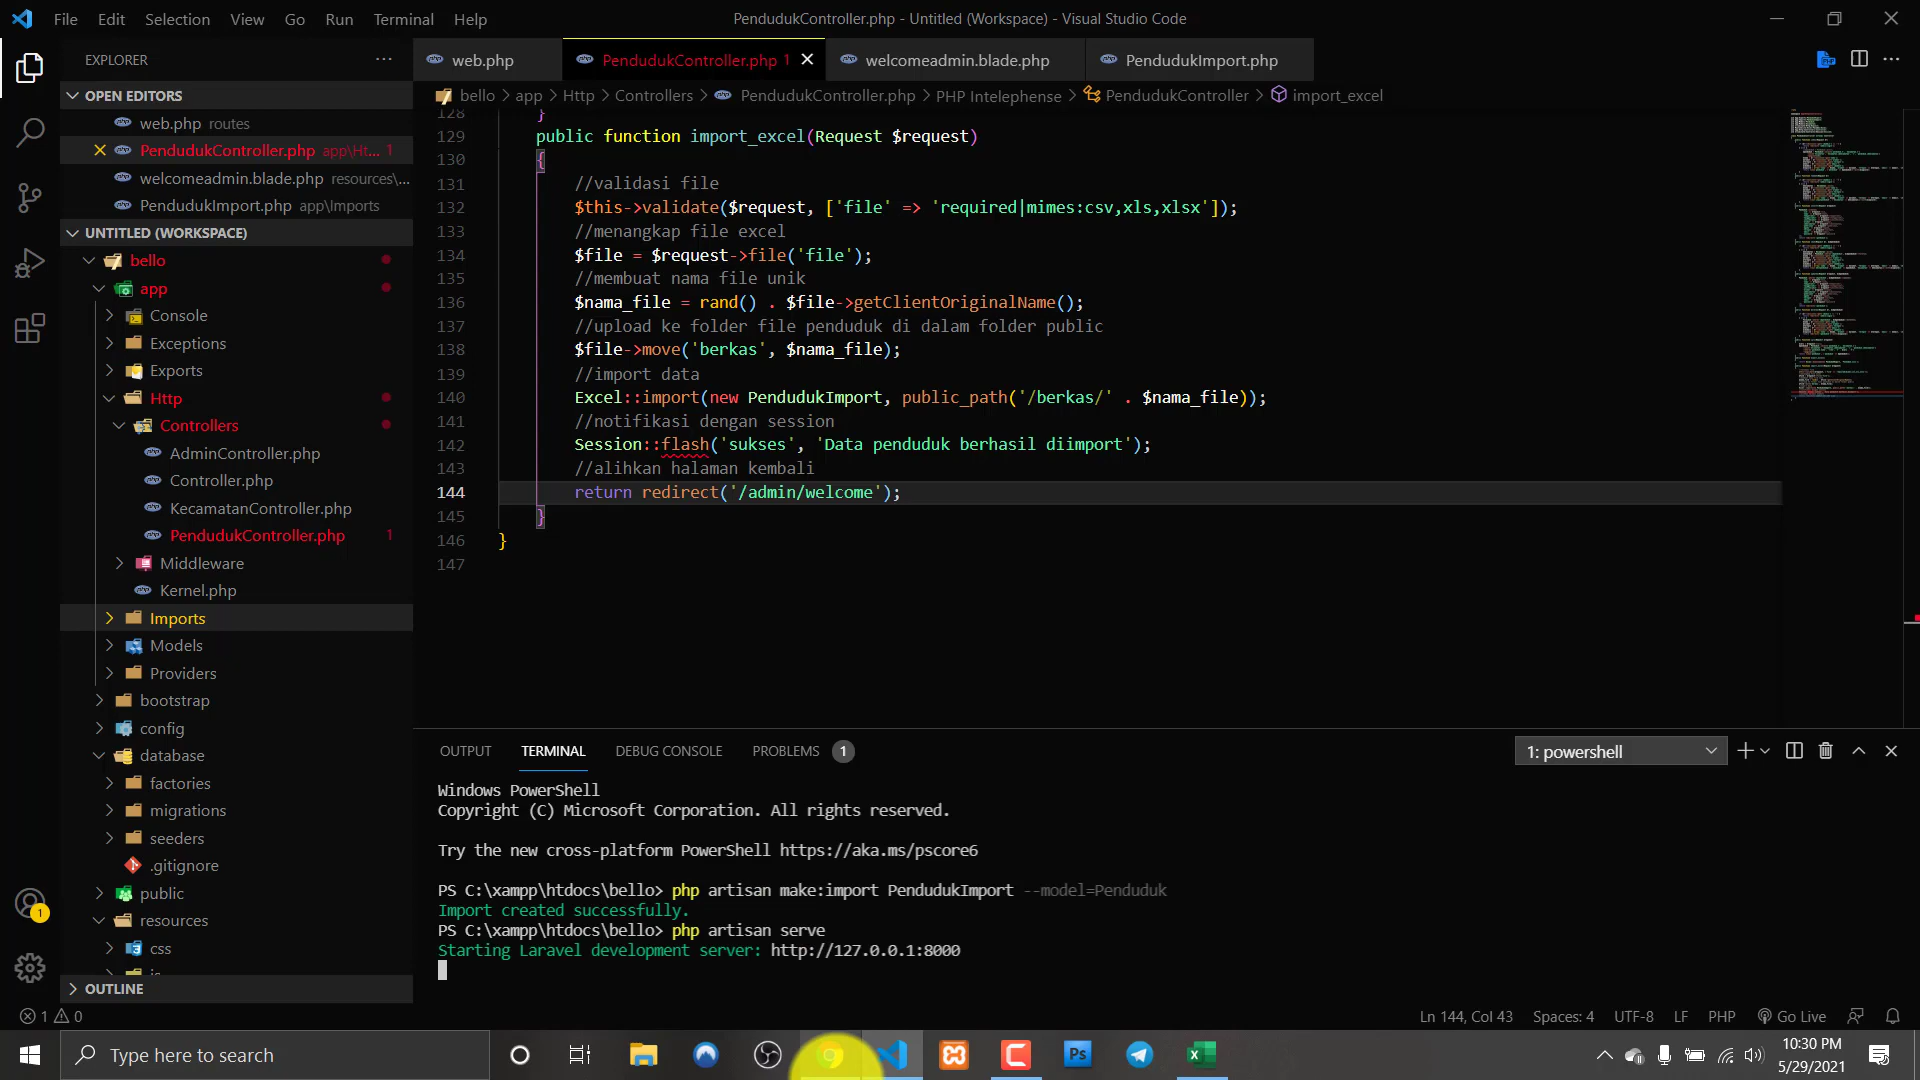 File Edit Selection View Go Run Terminal Help
PendudukController.php - Untitled (Workspace) - Visual Studio Code
EXPLORER
OPEN EDITORS
web.php routes
PendudukController.php app\Ht... 1
welcomeadmin.blade.php resources\...
PendudukImport.php app\Imports
UNTITLED (WORKSPACE)
bello
app
Console
Exceptions
Exports
Http
Controllers
AdminController.php
Controller.php
KecamatanController.php
PendudukController.php 1
Middleware
Kernel.php
Imports
Models
Providers
bootstrap
config
database
factories
migrations
seeders
.gitignore
public
resources
css
OUTLINE
web.php
PendudukController.php 1
welcomeadmin.blade.php
PendudukImport.php
bello > app > Http > Controllers > PendudukController.php > PHP Intelephense > PendudukController > import_excel
128 }
129 public function import_excel(Request $request)
130 {
131 //validasi file
132 $this->validate($request, ['file' => 'required|mimes:csv,xls,xlsx']);
133 //menangkap file excel
134 $file = $request->file('file');
135 //membuat nama file unik
136 $nama_file = rand() . $file->getClientOriginalName();
137 //upload ke folder file penduduk di dalam folder public
138 $file->move('berkas', $nama_file);
139 //import data
140 Excel::import(new PendudukImport, public_path('/berkas/' . $nama_file));
141 //notifikasi dengan session
142 Session::flash('sukses', 'Data penduduk berhasil diimport');
143 //alihkan halaman kembali
144 return redirect('/admin/welcome');
145 }
146 }
147
OUTPUT TERMINAL DEBUG CONSOLE PROBLEMS 1
1: powershell
Windows PowerShell
Copyright (C) Microsoft Corporation. All rights reserved.
Try the new cross-platform PowerShell https://aka.ms/pscore6
PS C:\xampp\htdocs\bello> php artisan make:import PendudukImport --model=Penduduk
Import created successfully.
PS C:\xampp\htdocs\bello> php artisan serve
Starting Laravel development server: http://127.0.0.1:8000
1
1 0
Ln 144, Col 43 Spaces: 4 UTF-8 LF PHP Go Live
Type here to search
Ps
10:30 PM
5/29/2021